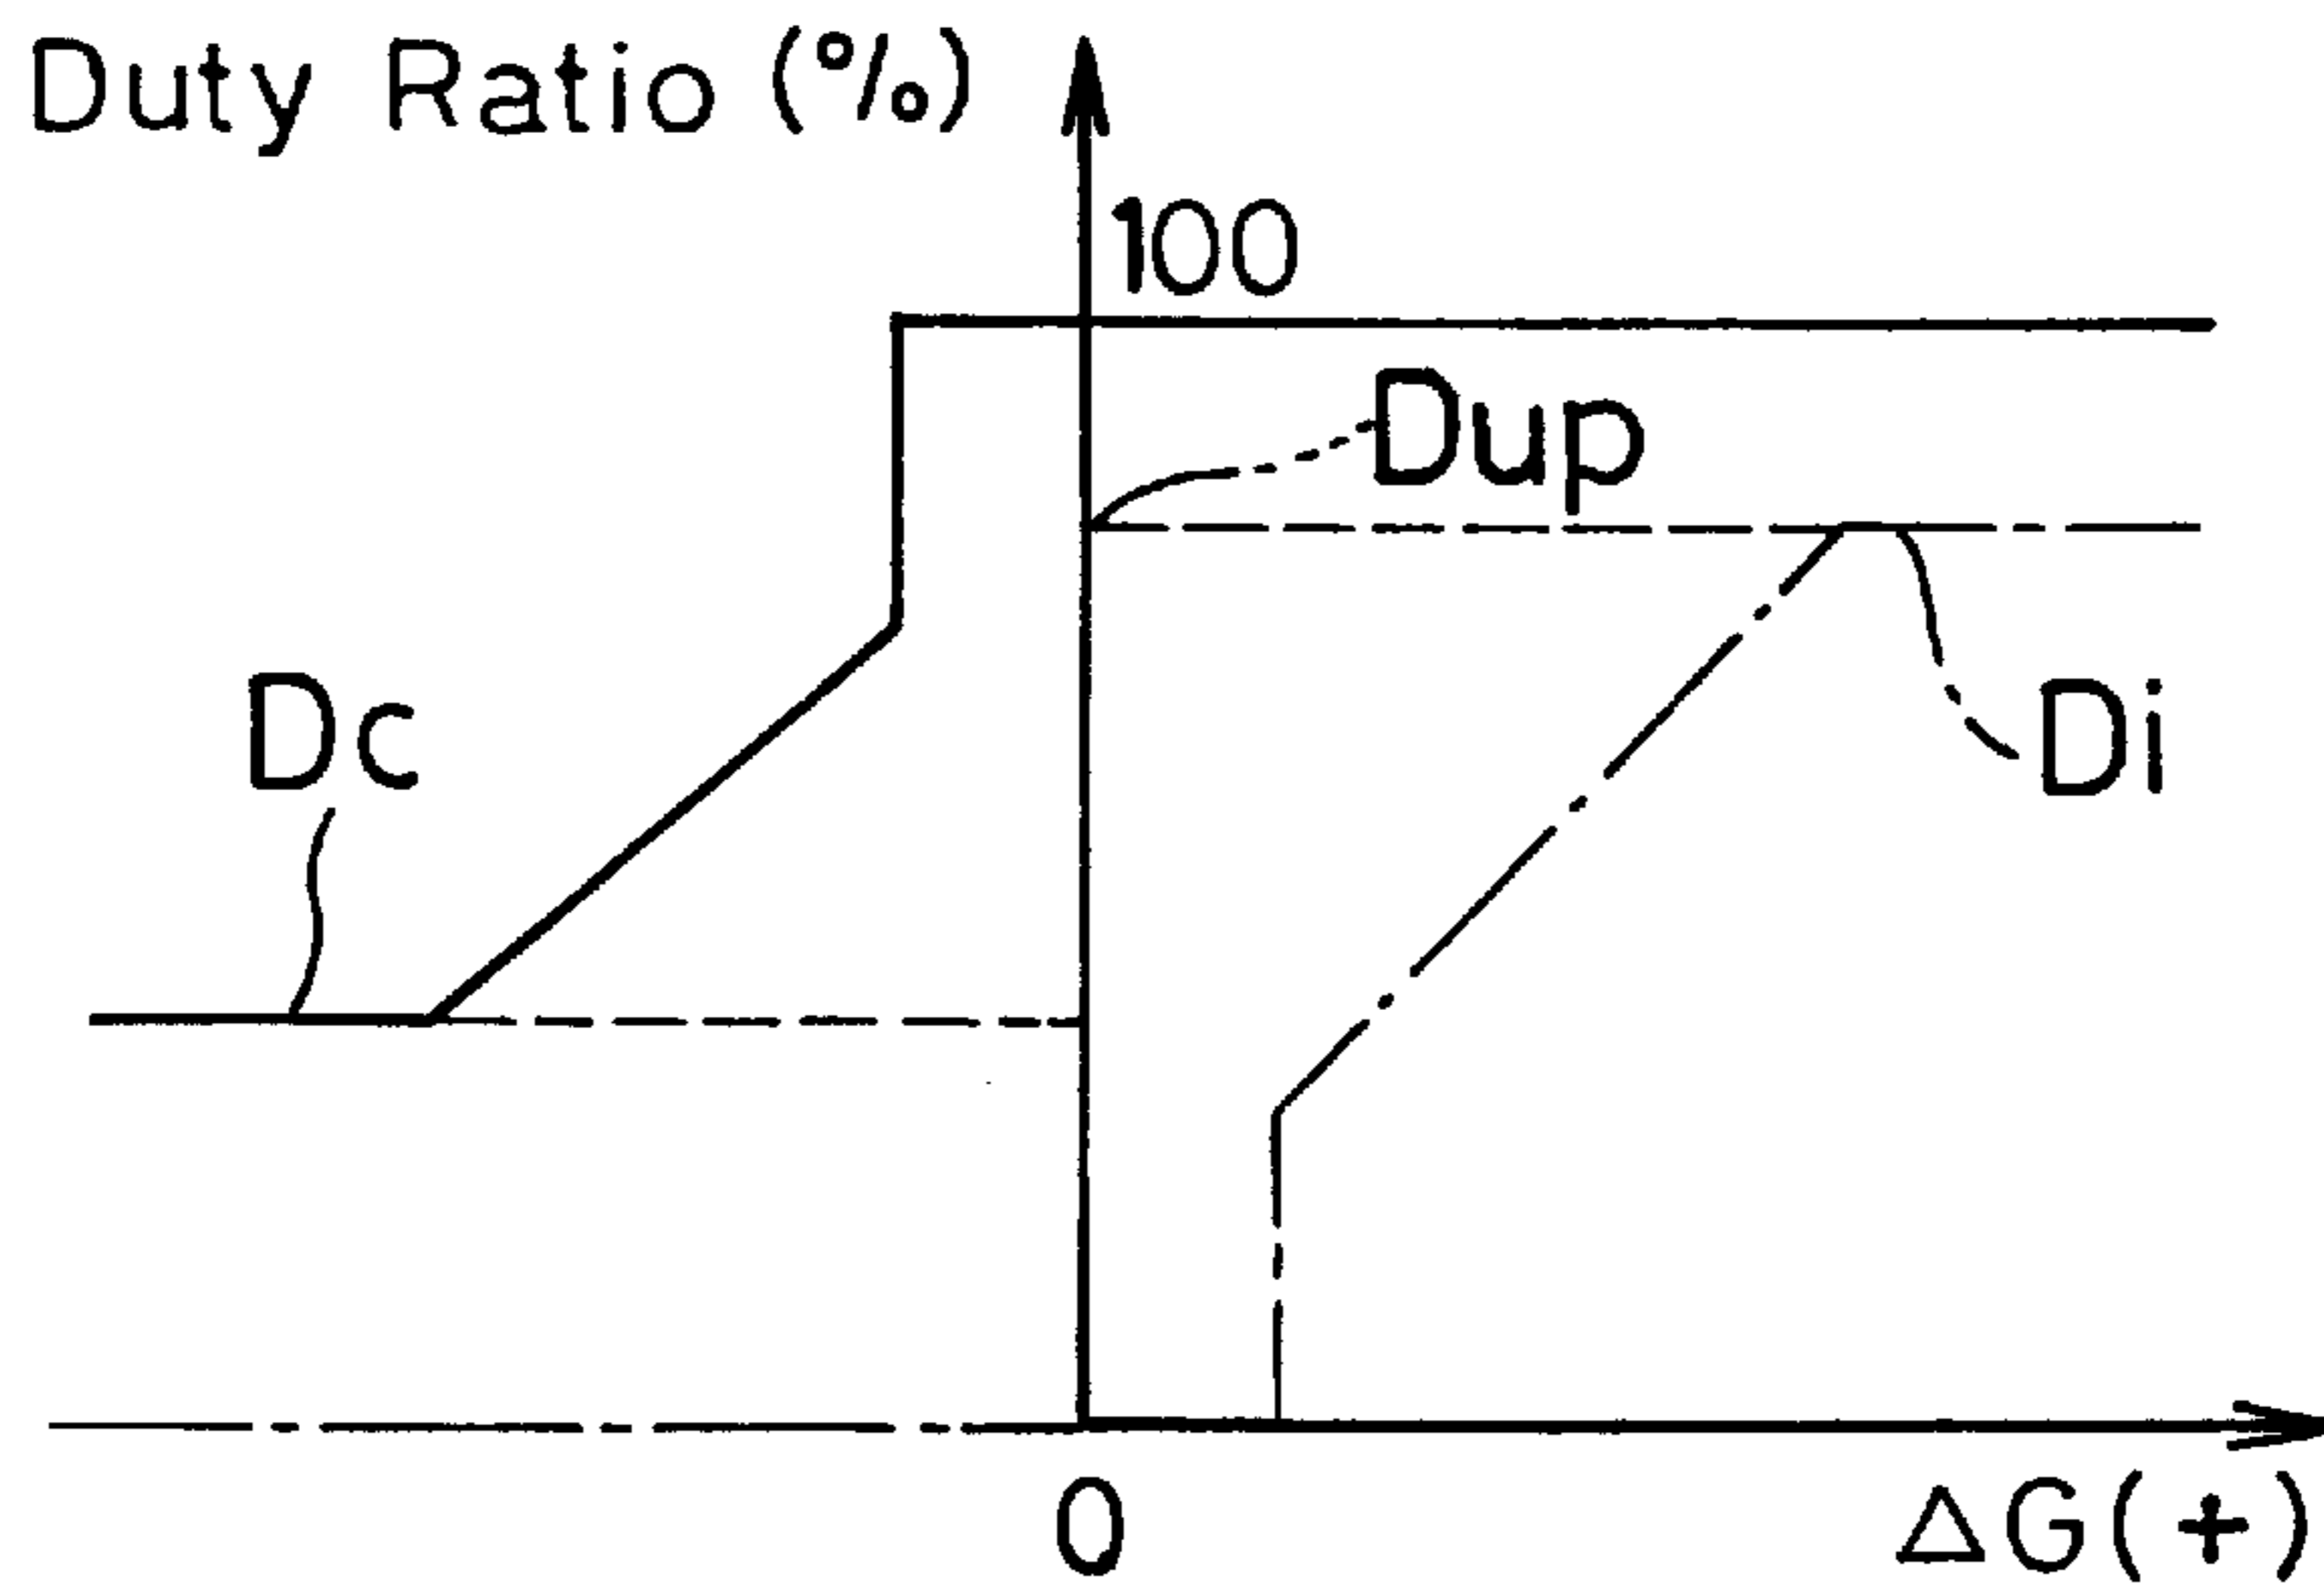 Duty Ratio (%)
100
Dup
Dc
Di
0
ΔG(+)